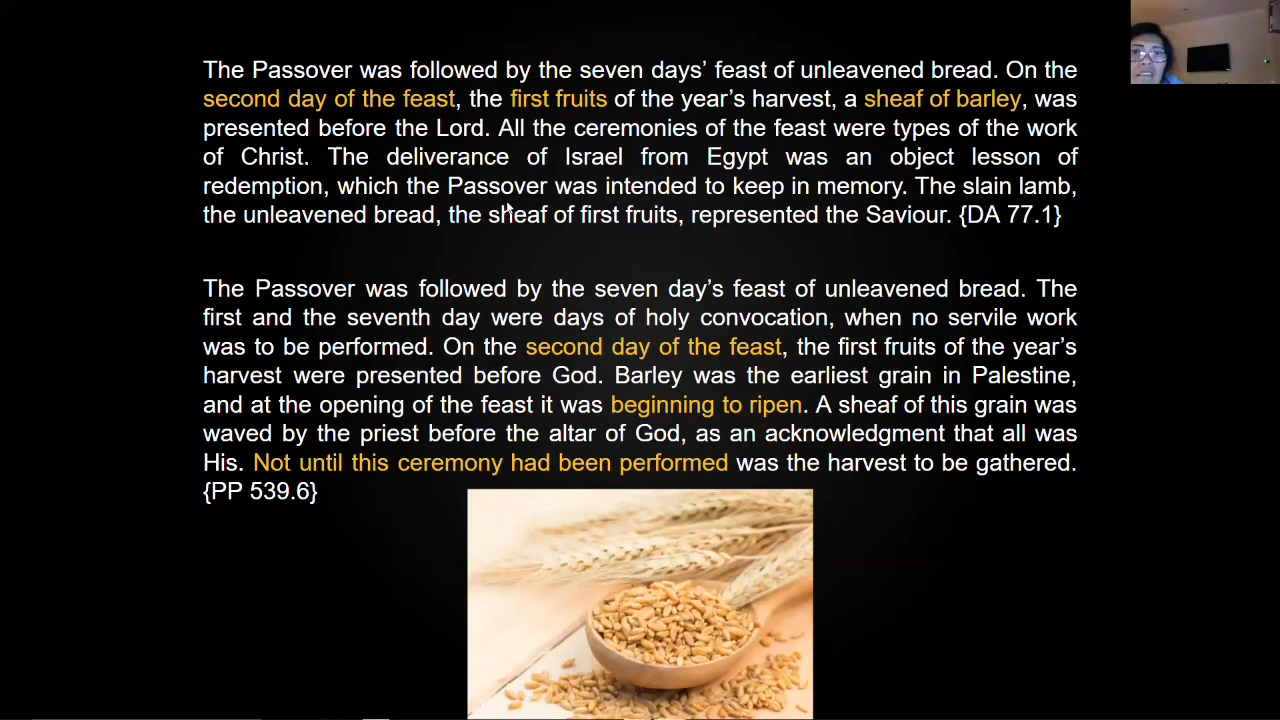 The Passover was followed by the seven days’ feast of unleavened bread. On the
second day of the feast, the first fruits of the year’s harvest, a sheaf of barley, was
presented before the Lord. All the ceremonies of the feast were types of the work
of Christ. The deliverance of Israel from Egypt was an object lesson of
redemption, which the Passover was intended to keep in memory. The slain lamb,
the unleavened bread, the sheaf of first fruits, represented the Saviour. {DA 77.1}
The Passover was followed by the seven day’s feast of unleavened bread. The
first and the seventh day were days of holy convocation, when no servile work
was to be performed. On the second day of the feast, the first fruits of the year’s
harvest were presented before God. Barley was the earliest grain in Palestine,
and at the opening of the feast it was beginning to ripen. A sheaf of this grain was
waved by the priest before the altar of God, as an acknowledgment that all was
His. Not until this ceremony had been performed was the harvest to be gathered.
{PP 539.6}